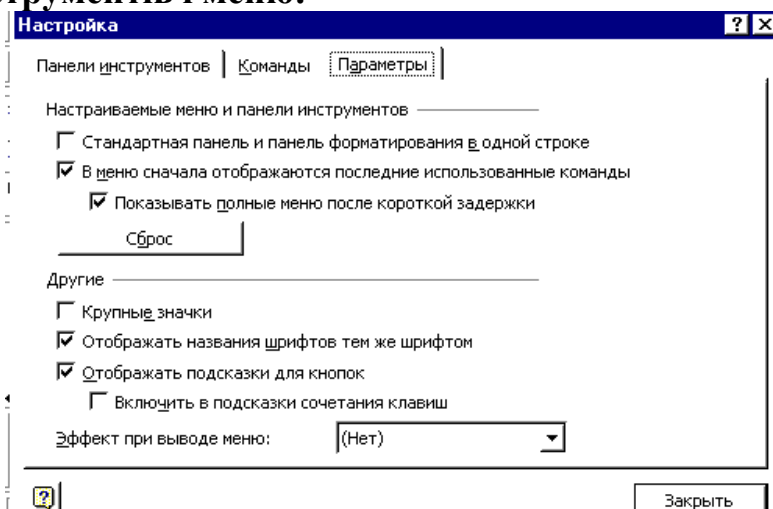 і меню.
Настройка
Панели инструментов Команды Параметры
Настраиваемые меню и панели инструментов
Стандартная панель и панель форматирования в одной строке
В меню сначала отображаются последние использованные команды
Показывать полные меню после короткой задержки
Сброс
Другие
Крупные значки
Отображать названия шрифтов тем же шрифтом
Отображать подсказки для кнопок
Включить в подсказки сочетания клавиш
Эффект при выводе меню: (Нет)
Закрыть